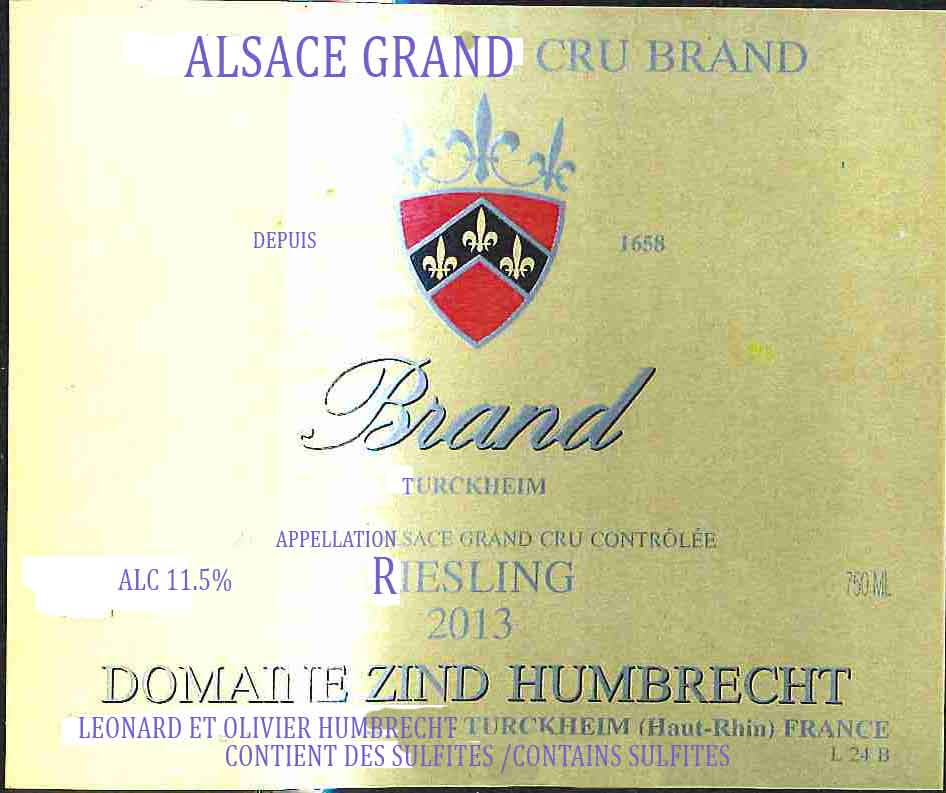 ALSACE GRAND CRU BRAND
DEPUIS 1658
Brand
TURCKHEIM
APPELLATION SACE GRAND CRU CONTRÔLÉE
ALC 11.5% RIESLING 750 ML
2013
DOMAINE ZIND HUMBRECHT
LEONARD ET OLIVIER HUMBRECHT TURCKHEIM (Haut-Rhin) FRANCE
CONTIENT DES SULFITES /CONTAINS SULFITES L 24 B